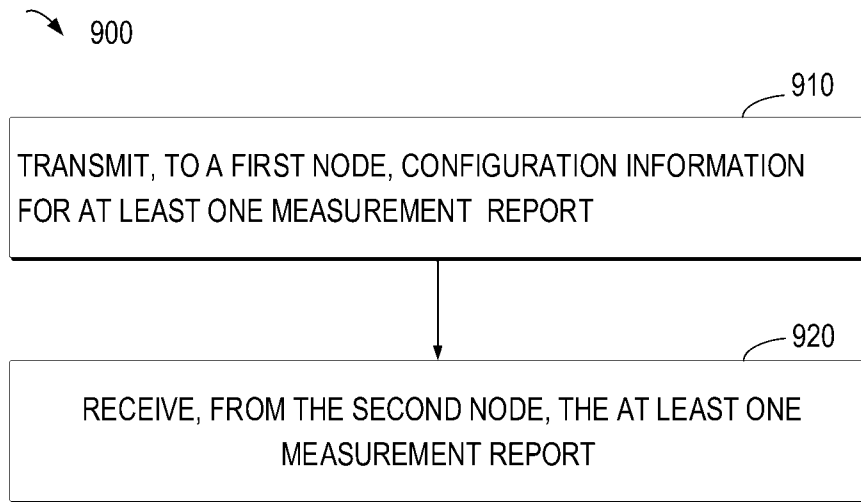 900
910
TRANSMIT, TO A FIRST NODE, CONFIGURATION INFORMATION
FOR AT LEAST ONE MEASUREMENT REPORT
920
RECEIVE, FROM THE SECOND NODE, THE AT LEAST ONE
MEASUREMENT REPORT